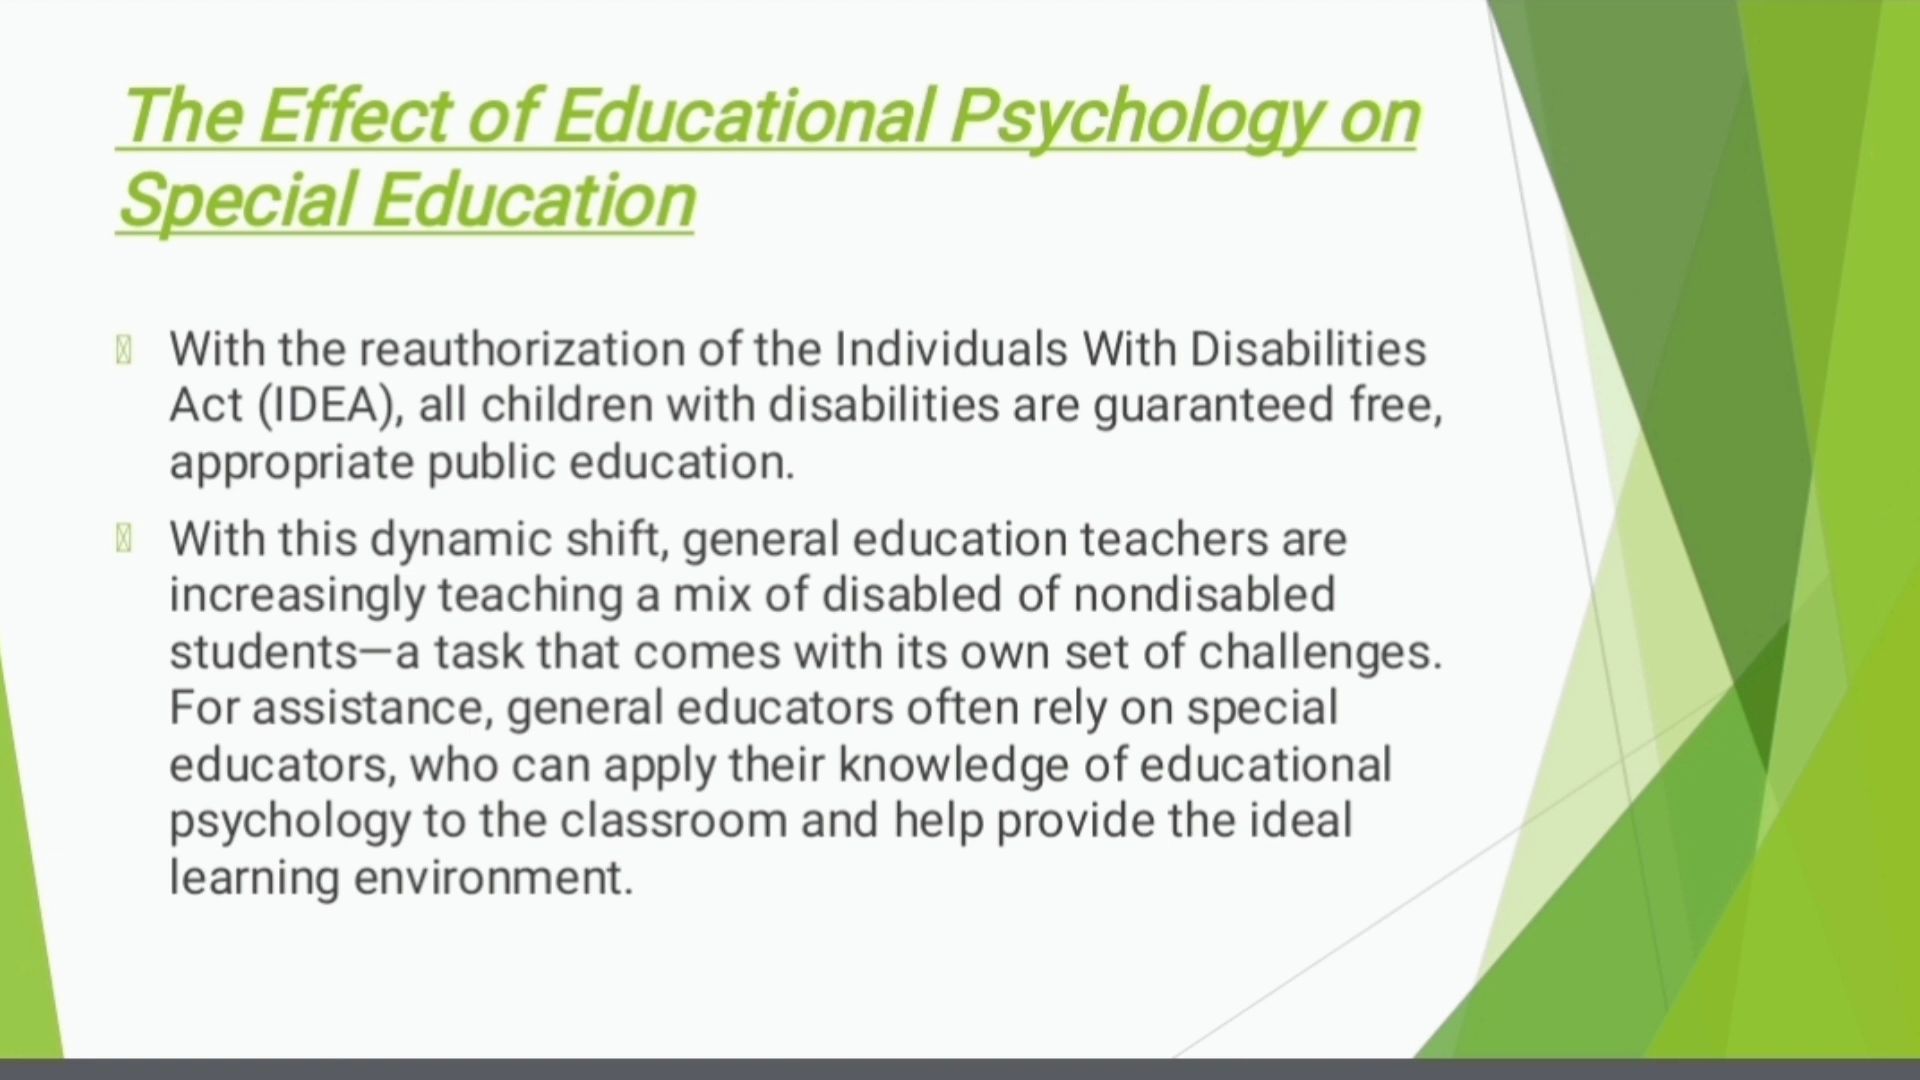 The Effect of Educational Psychology on
Special Education
With the reauthorization of the Individuals With Disabilities
Act (IDEA), all children with disabilities are guaranteed free,
appropriate public education.
With this dynamic shift, general education teachers are
increasingly teaching a mix of disabled of nondisabled
students—a task that comes with its own set of challenges.
For assistance, general educators often rely on special
educators, who can apply their knowledge of educational
psychology to the classroom and help provide the ideal
learning environment.